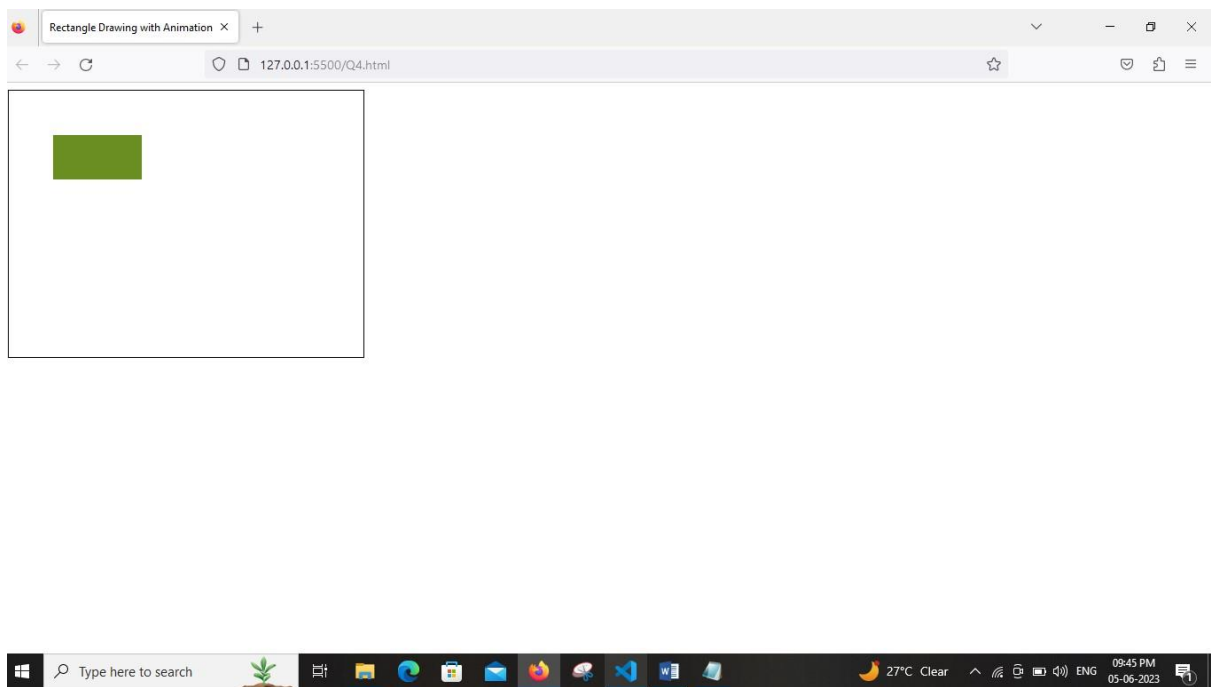 Rectangle Drawing with Animation
127.0.0.1:5500/Q4.html
Type here to search
27°C Clear
ENG
09:45 PM
05-06-2023
1